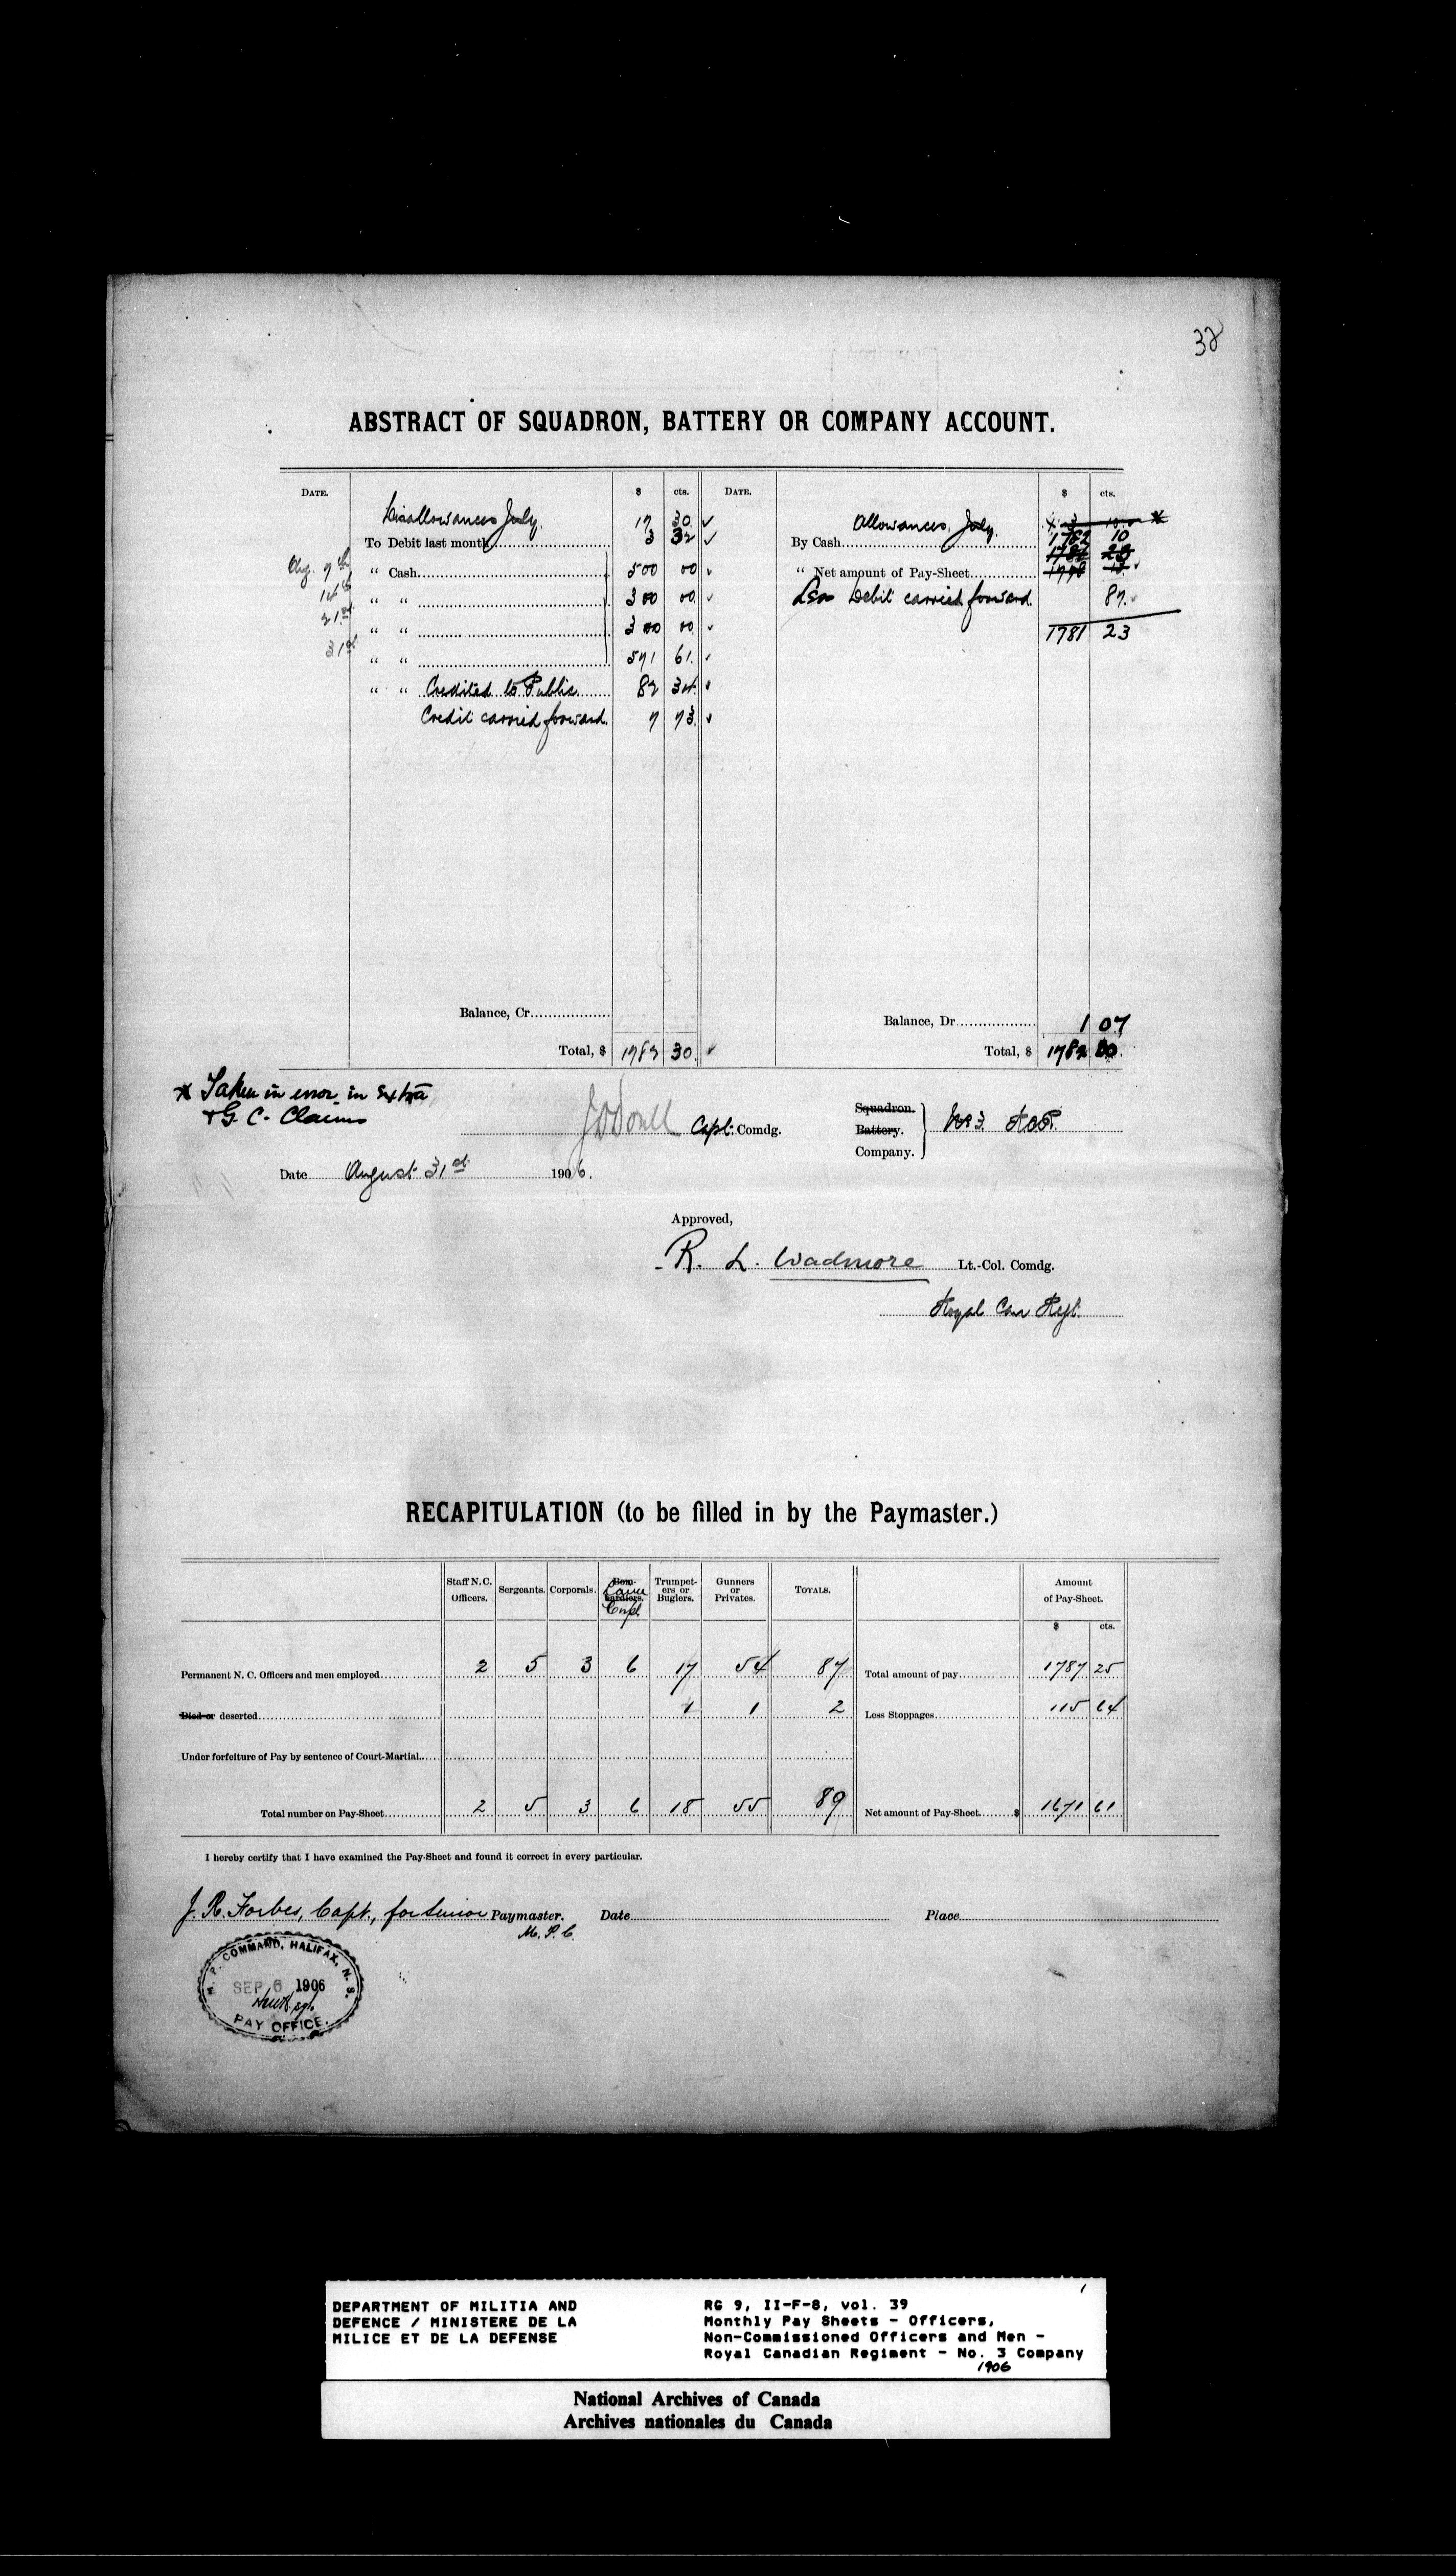 38
ABSTRACT OF SQUADRON, BATTERY OR COMPANY ACCOUNT.
DATE. $ cts. DATE. $ cts.
Disallowances July. 17 30 Allowances, July. 3 10
To Debit last month 3 32 By Cash 1782 10
Aug. 7th " Cash 500 00 " Net amount of Pay-Sheet
14th " " 300 00 Less Debit carried forward 87
21st " " 300 00 1781 23
31st " " 571 61
" " Credited to Public 82 34
Credit carried forward. 7 73
Balance, Cr. Balance, Dr. 1 07
Total, $ 1782 30 Total, $ 1782 30
* Taken in error in extra
+ G. C. Claims
Capt. Comdg. Squadron. Battery. Company. No 3. RCR.
Date August 31st 1906.
Approved,
R. L. Wadmore Lt.-Col. Comdg.
Royal Can Regt.
RECAPITULATION (to be filled in by the Paymaster.)
Staff N.C. Officers. Sergeants. Corporals. Bombardiers. Lance Corpl Trumpeters or Buglers. Gunners or Privates. TOTALS. Amount of Pay-Sheet.
$ cts.
Permanent N. C. Officers and men employed 2 5 3 6 17 54 87 Total amount of pay 1787 25
Died or deserted 1 1 2 Less Stoppages 115 64
Under forfeiture of Pay by sentence of Court-Martial
Total number on Pay-Sheet 2 5 3 6 18 55 89 Net amount of Pay-Sheet $ 1671 61
I hereby certify that I have examined the Pay-Sheet and found it correct in every particular.
J. R. Forbes, Capt., for Senior Paymaster. Date Place
M. P. C.
M. P. COMMAND, HALIFAX, N. S.
SEP 6 1906
PAY OFFICE.
DEPARTMENT OF MILITIA AND
DEFENCE / MINISTERE DE LA
MILICE ET DE LA DEFENSE
RG 9, II-F-8, vol. 39
Monthly Pay Sheets - Officers,
Non-Commissioned Officers and Men -
Royal Canadian Regiment - No. 3 Company
1906
National Archives of Canada
Archives nationales du Canada